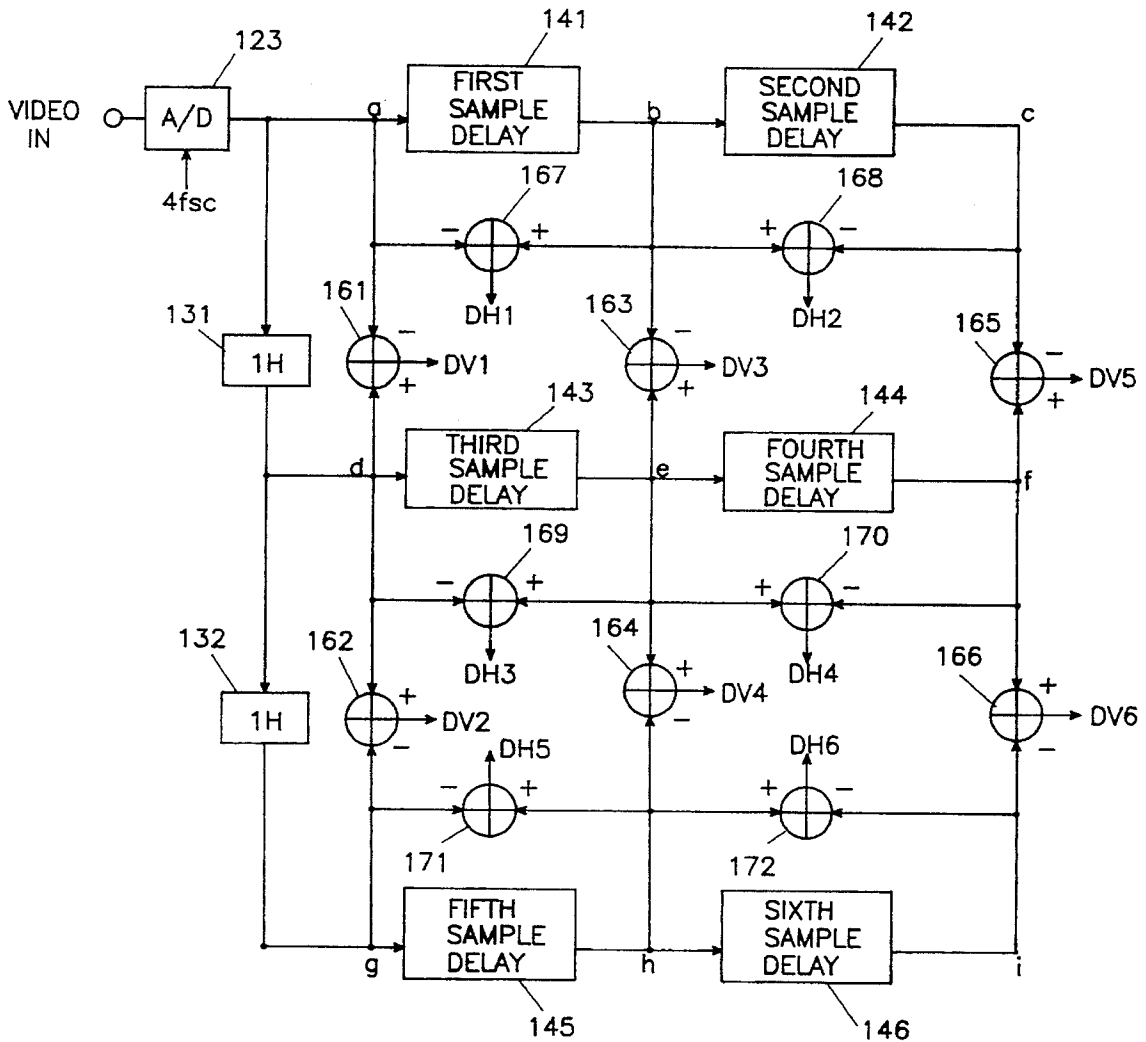 141
142
123
VIDEO
IN
A/D
4fsc
a
FIRST
SAMPLE
DELAY
b
SECOND
SAMPLE
DELAY
c
167
168
- +
+ -
DH1
DH2
161
163
165
131
1H
-
+
DV1
-
+
DV3
-
+
DV5
143
144
d
THIRD
SAMPLE
DELAY
e
FOURTH
SAMPLE
DELAY
f
169
170
- +
+ -
DH3
DH4
132
1H
162
164
166
+
-
DV2
+
-
DV4
+
-
DV6
DH5
DH6
- +
+ -
171
172
g
FIFTH
SAMPLE
DELAY
h
SIXTH
SAMPLE
DELAY
i
145
146